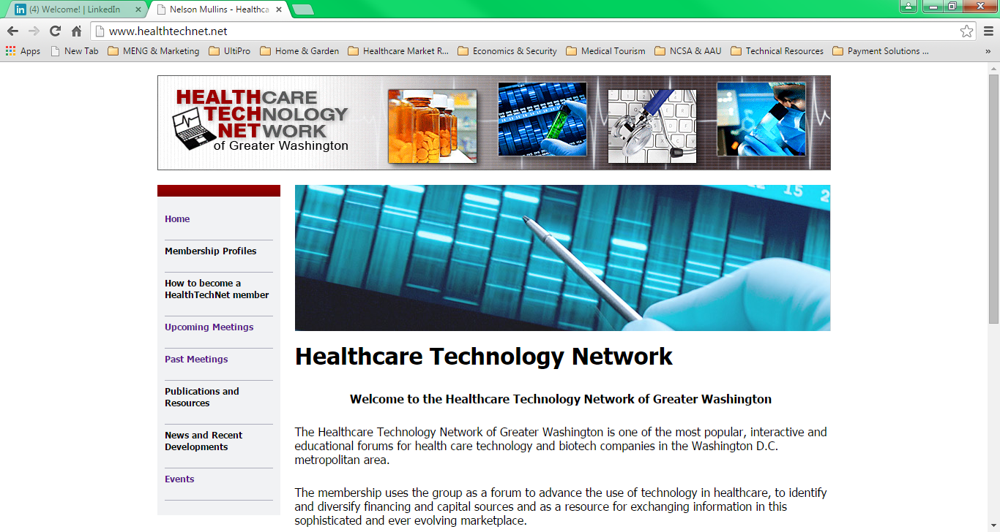 (4) Welcome! | LinkedIn
Nelson Mullins - Healthca
www.healthtechnet.net
Apps New Tab MENG & Marketing UltiPro Home & Garden Healthcare Market R... Economics & Security Medical Tourism NCSA & AAU Technical Resources Payment Solutions ... »
HEALTHCARE
TECHNOLOGY
NETWORK
of Greater Washington
12 15 2
Home
Membership Profiles
How to become a
HealthTechNet member
Upcoming Meetings
Past Meetings
Publications and
Resources
News and Recent
Developments
Events
Healthcare Technology Network
Welcome to the Healthcare Technology Network of Greater Washington
The Healthcare Technology Network of Greater Washington is one of the most popular, interactive and
educational forums for health care technology and biotech companies in the Washington D.C.
metropolitan area.
The membership uses the group as a forum to advance the use of technology in healthcare, to identify
and diversify financing and capital sources and as a resource for exchanging information in this
sophisticated and ever evolving marketplace.